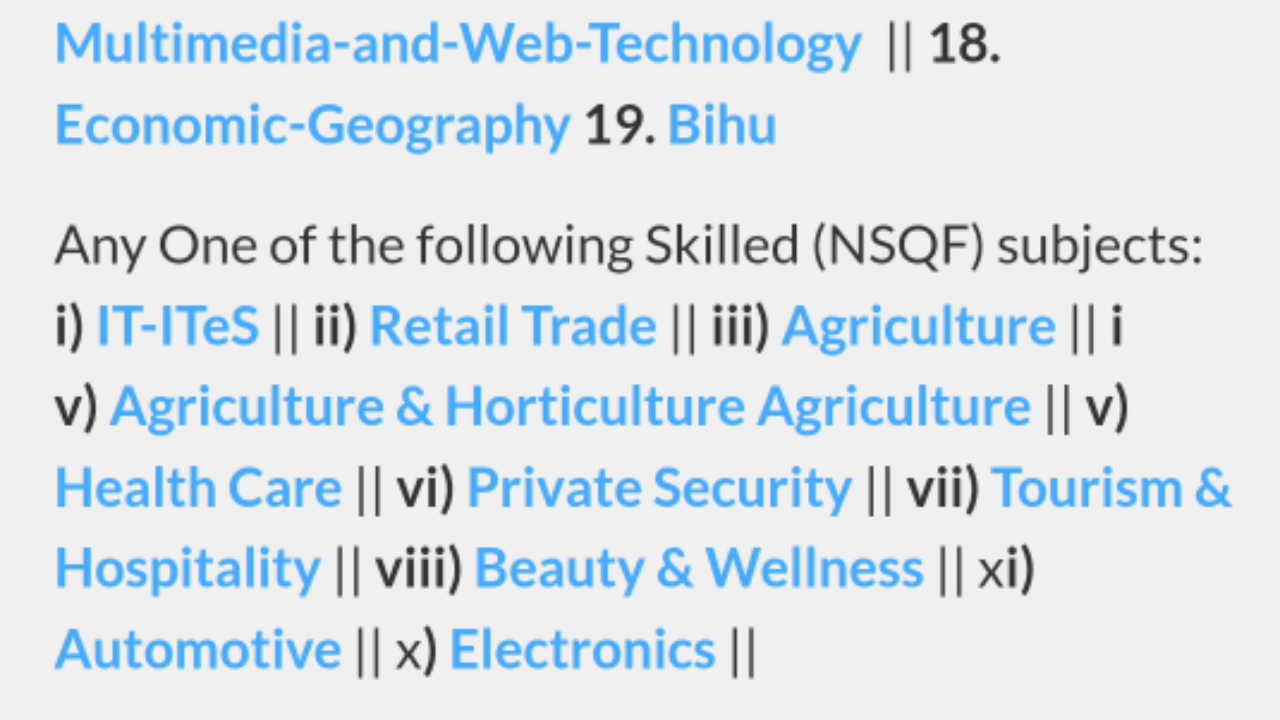 Multimedia-and-Web-Technology || 18.
Economic-Geography 19. Bihu
Any One of the following Skilled (NSQF) subjects:
i) IT-ITeS || ii) Retail Trade || iii) Agriculture || i
v) Agriculture & Horticulture Agriculture || v)
Health Care || vi) Private Security || vii) Tourism &
Hospitality || viii) Beauty & Wellness || xi)
Automotive || x) Electronics ||